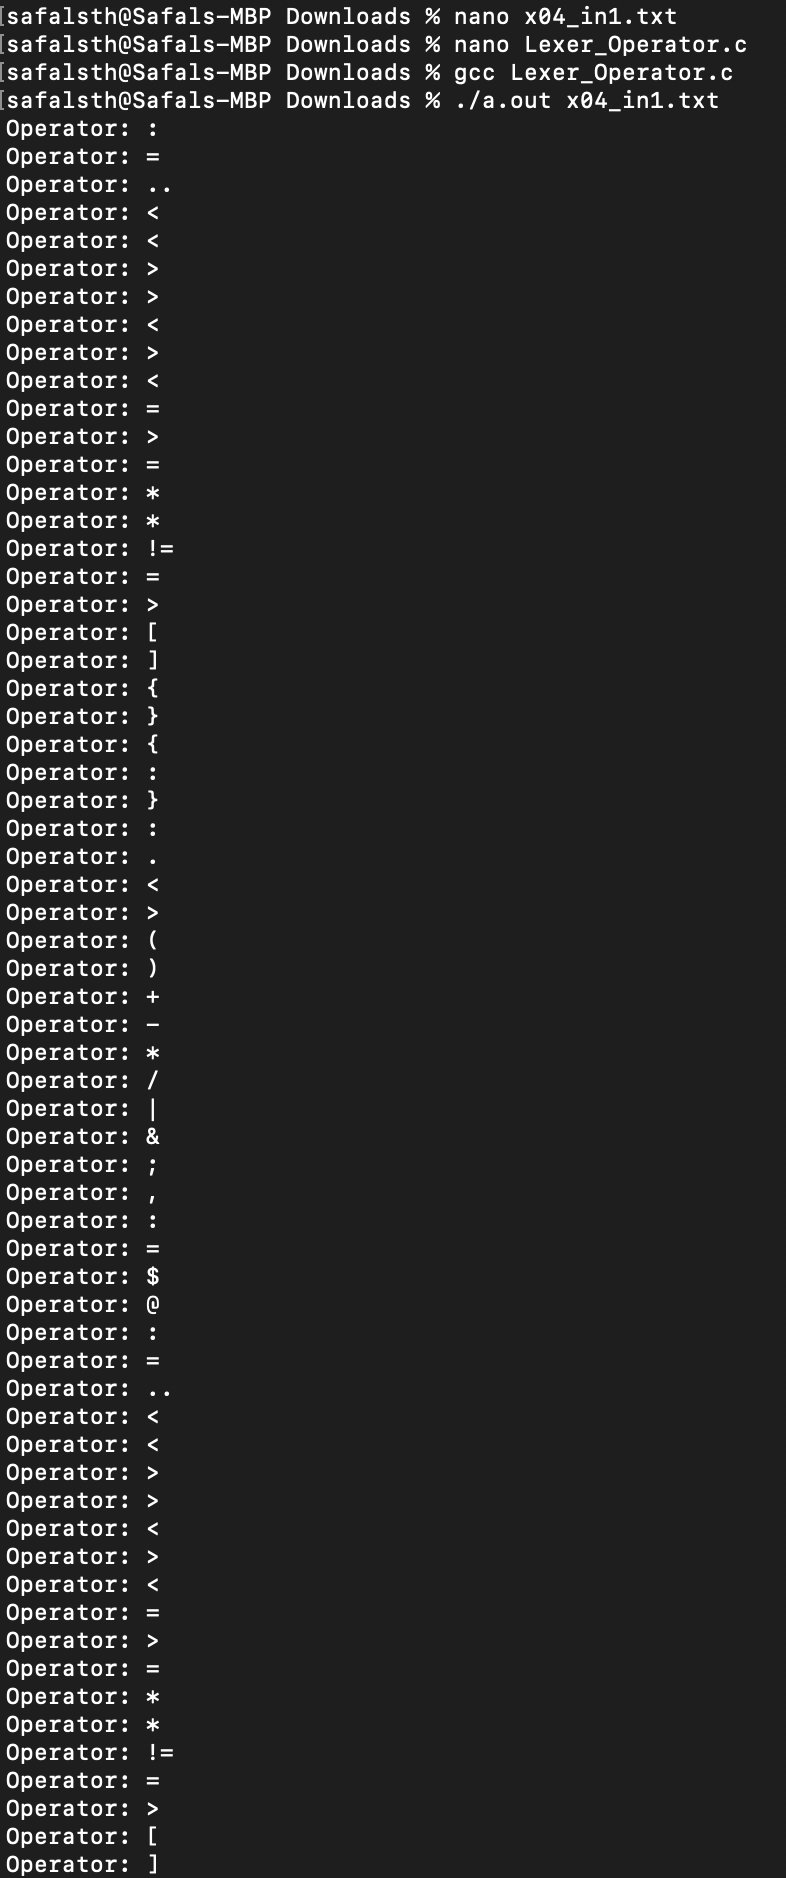 [safalsth@Safals-MBP Downloads % nano x04_in1.txt
[safalsth@Safals-MBP Downloads % nano Lexer_Operator.c
[safalsth@Safals-MBP Downloads % gcc Lexer_Operator.c
[safalsth@Safals-MBP Downloads % ./a.out x04_in1.txt
Operator: :
Operator: =
Operator: ..
Operator: <
Operator: <
Operator: >
Operator: >
Operator: <
Operator: >
Operator: <
Operator: =
Operator: >
Operator: =
Operator: *
Operator: *
Operator: !=
Operator: =
Operator: >
Operator: [
Operator: ]
Operator: {
Operator: }
Operator: {
Operator: :
Operator: }
Operator: :
Operator: .
Operator: <
Operator: >
Operator: (
Operator: )
Operator: +
Operator: -
Operator: *
Operator: /
Operator: |
Operator: &
Operator: ;
Operator: ,
Operator: :
Operator: =
Operator: $
Operator: @
Operator: :
Operator: =
Operator: ..
Operator: <
Operator: <
Operator: >
Operator: >
Operator: <
Operator: >
Operator: <
Operator: =
Operator: >
Operator: =
Operator: *
Operator: *
Operator: !=
Operator: =
Operator: >
Operator: [
Operator: ]